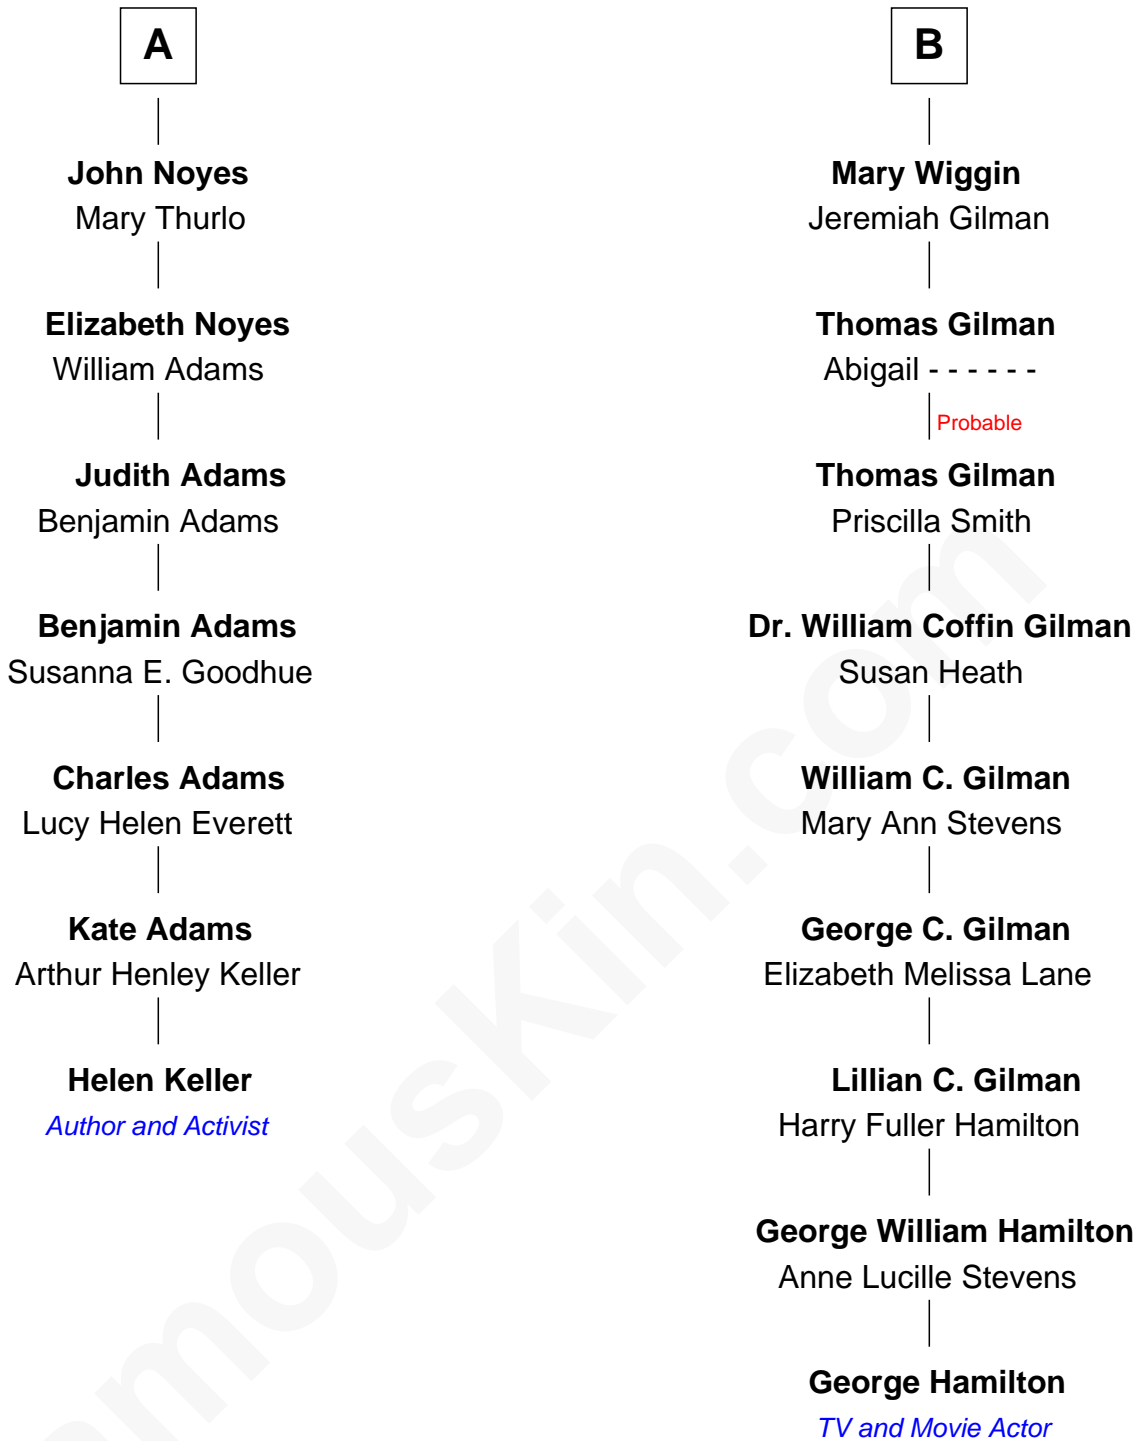 A
John Noyes
Mary Thurlo
Elizabeth Noyes
William Adams
Judith Adams
Benjamin Adams
Benjamin Adams
Susanna E. Goodhue
Charles Adams
Lucy Helen Everett
Kate Adams
Arthur Henley Keller
Helen Keller
Author and Activist
B
Mary Wiggin
Jeremiah Gilman
Thomas Gilman
Abigail - - - - - -
Probable
Thomas Gilman
Priscilla Smith
Dr. William Coffin Gilman
Susan Heath
William C. Gilman
Mary Ann Stevens
George C. Gilman
Elizabeth Melissa Lane
Lillian C. Gilman
Harry Fuller Hamilton
George William Hamilton
Anne Lucille Stevens
George Hamilton
TV and Movie Actor
amouskin.com